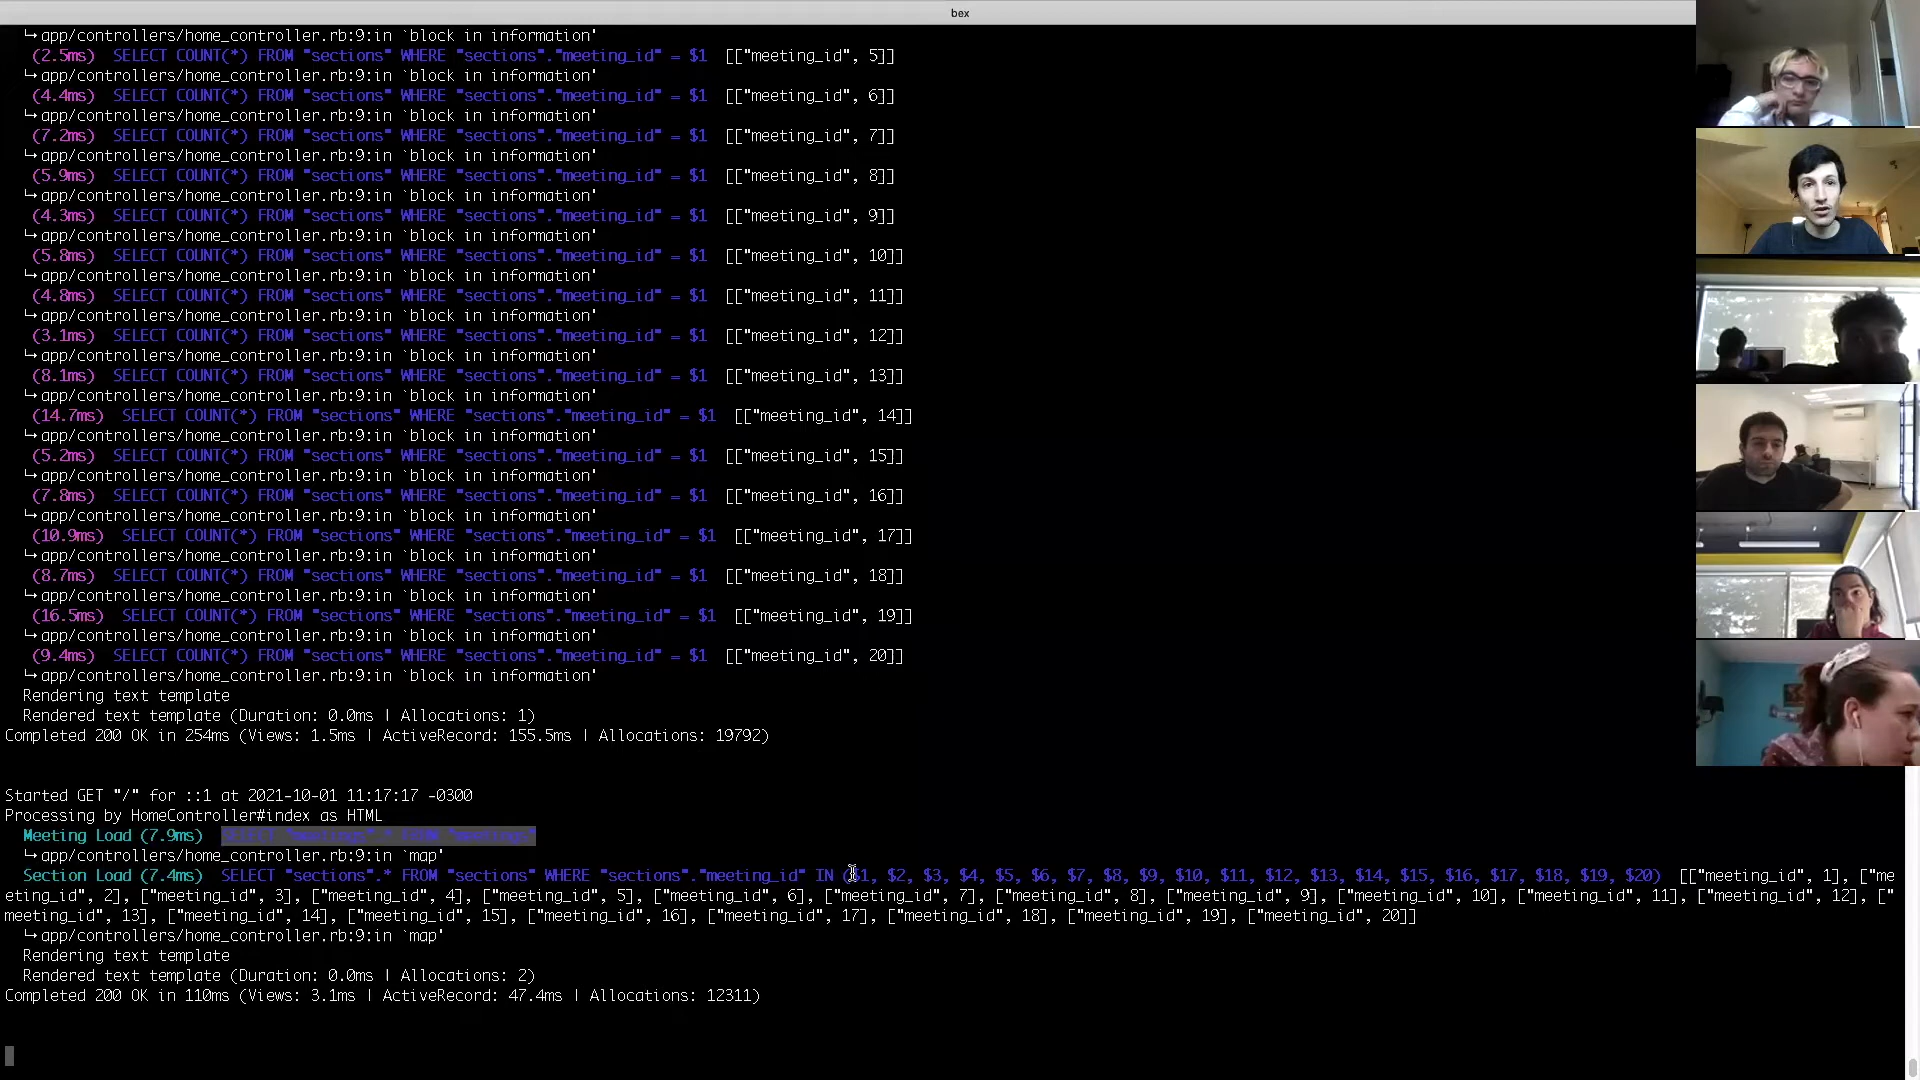 bex
↳ app/controllers/home_controller.rb:9:in `block in information'
(2.5ms)  SELECT COUNT(*) FROM "sections" WHERE "sections"."meeting_id" = $1  [["meeting_id", 5]]
↳ app/controllers/home_controller.rb:9:in `block in information'
(4.4ms)  SELECT COUNT(*) FROM "sections" WHERE "sections"."meeting_id" = $1  [["meeting_id", 6]]
↳ app/controllers/home_controller.rb:9:in `block in information'
(7.2ms)  SELECT COUNT(*) FROM "sections" WHERE "sections"."meeting_id" = $1  [["meeting_id", 7]]
↳ app/controllers/home_controller.rb:9:in `block in information'
(5.9ms)  SELECT COUNT(*) FROM "sections" WHERE "sections"."meeting_id" = $1  [["meeting_id", 8]]
↳ app/controllers/home_controller.rb:9:in `block in information'
(4.3ms)  SELECT COUNT(*) FROM "sections" WHERE "sections"."meeting_id" = $1  [["meeting_id", 9]]
↳ app/controllers/home_controller.rb:9:in `block in information'
(5.8ms)  SELECT COUNT(*) FROM "sections" WHERE "sections"."meeting_id" = $1  [["meeting_id", 10]]
↳ app/controllers/home_controller.rb:9:in `block in information'
(4.8ms)  SELECT COUNT(*) FROM "sections" WHERE "sections"."meeting_id" = $1  [["meeting_id", 11]]
↳ app/controllers/home_controller.rb:9:in `block in information'
(3.1ms)  SELECT COUNT(*) FROM "sections" WHERE "sections"."meeting_id" = $1  [["meeting_id", 12]]
↳ app/controllers/home_controller.rb:9:in `block in information'
(8.1ms)  SELECT COUNT(*) FROM "sections" WHERE "sections"."meeting_id" = $1  [["meeting_id", 13]]
↳ app/controllers/home_controller.rb:9:in `block in information'
(14.7ms)  SELECT COUNT(*) FROM "sections" WHERE "sections"."meeting_id" = $1  [["meeting_id", 14]]
↳ app/controllers/home_controller.rb:9:in `block in information'
(5.2ms)  SELECT COUNT(*) FROM "sections" WHERE "sections"."meeting_id" = $1  [["meeting_id", 15]]
↳ app/controllers/home_controller.rb:9:in `block in information'
(7.8ms)  SELECT COUNT(*) FROM "sections" WHERE "sections"."meeting_id" = $1  [["meeting_id", 16]]
↳ app/controllers/home_controller.rb:9:in `block in information'
(10.9ms)  SELECT COUNT(*) FROM "sections" WHERE "sections"."meeting_id" = $1  [["meeting_id", 17]]
↳ app/controllers/home_controller.rb:9:in `block in information'
(8.7ms)  SELECT COUNT(*) FROM "sections" WHERE "sections"."meeting_id" = $1  [["meeting_id", 18]]
↳ app/controllers/home_controller.rb:9:in `block in information'
(16.5ms)  SELECT COUNT(*) FROM "sections" WHERE "sections"."meeting_id" = $1  [["meeting_id", 19]]
↳ app/controllers/home_controller.rb:9:in `block in information'
(9.4ms)  SELECT COUNT(*) FROM "sections" WHERE "sections"."meeting_id" = $1  [["meeting_id", 20]]
↳ app/controllers/home_controller.rb:9:in `block in information'
Rendering text template
Rendered text template (Duration: 0.0ms | Allocations: 1)
Completed 200 OK in 254ms (Views: 1.5ms | ActiveRecord: 155.5ms | Allocations: 19792)
Started GET "/" for ::1 at 2021-10-01 11:17:17 -0300
Processing by HomeController#index as HTML
Meeting Load (7.9ms)  SELECT "meetings".* FROM "meetings"
↳ app/controllers/home_controller.rb:9:in `map'
Section Load (7.4ms)  SELECT "sections".* FROM "sections" WHERE "sections"."meeting_id" IN ($1, $2, $3, $4, $5, $6, $7, $8, $9, $10, $11, $12, $13, $14, $15, $16, $17, $18, $19, $20)  [["meeting_id", 1], ["me
eting_id", 2], ["meeting_id", 3], ["meeting_id", 4], ["meeting_id", 5], ["meeting_id", 6], ["meeting_id", 7], ["meeting_id", 8], ["meeting_id", 9], ["meeting_id", 10], ["meeting_id", 11], ["meeting_id", 12], ["
meeting_id", 13], ["meeting_id", 14], ["meeting_id", 15], ["meeting_id", 16], ["meeting_id", 17], ["meeting_id", 18], ["meeting_id", 19], ["meeting_id", 20]]
↳ app/controllers/home_controller.rb:9:in `map'
Rendering text template
Rendered text template (Duration: 0.0ms | Allocations: 2)
Completed 200 OK in 110ms (Views: 3.1ms | ActiveRecord: 47.4ms | Allocations: 12311)